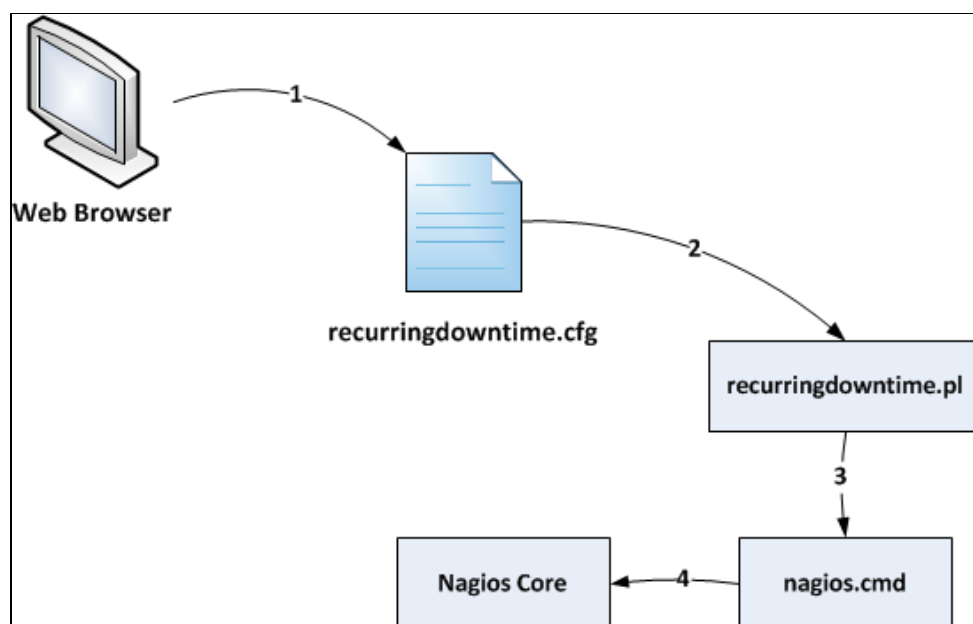 1
Web Browser
2
recurringdowntime.cfg
recurringdowntime.pl
3
Nagios Core
4
nagios.cmd